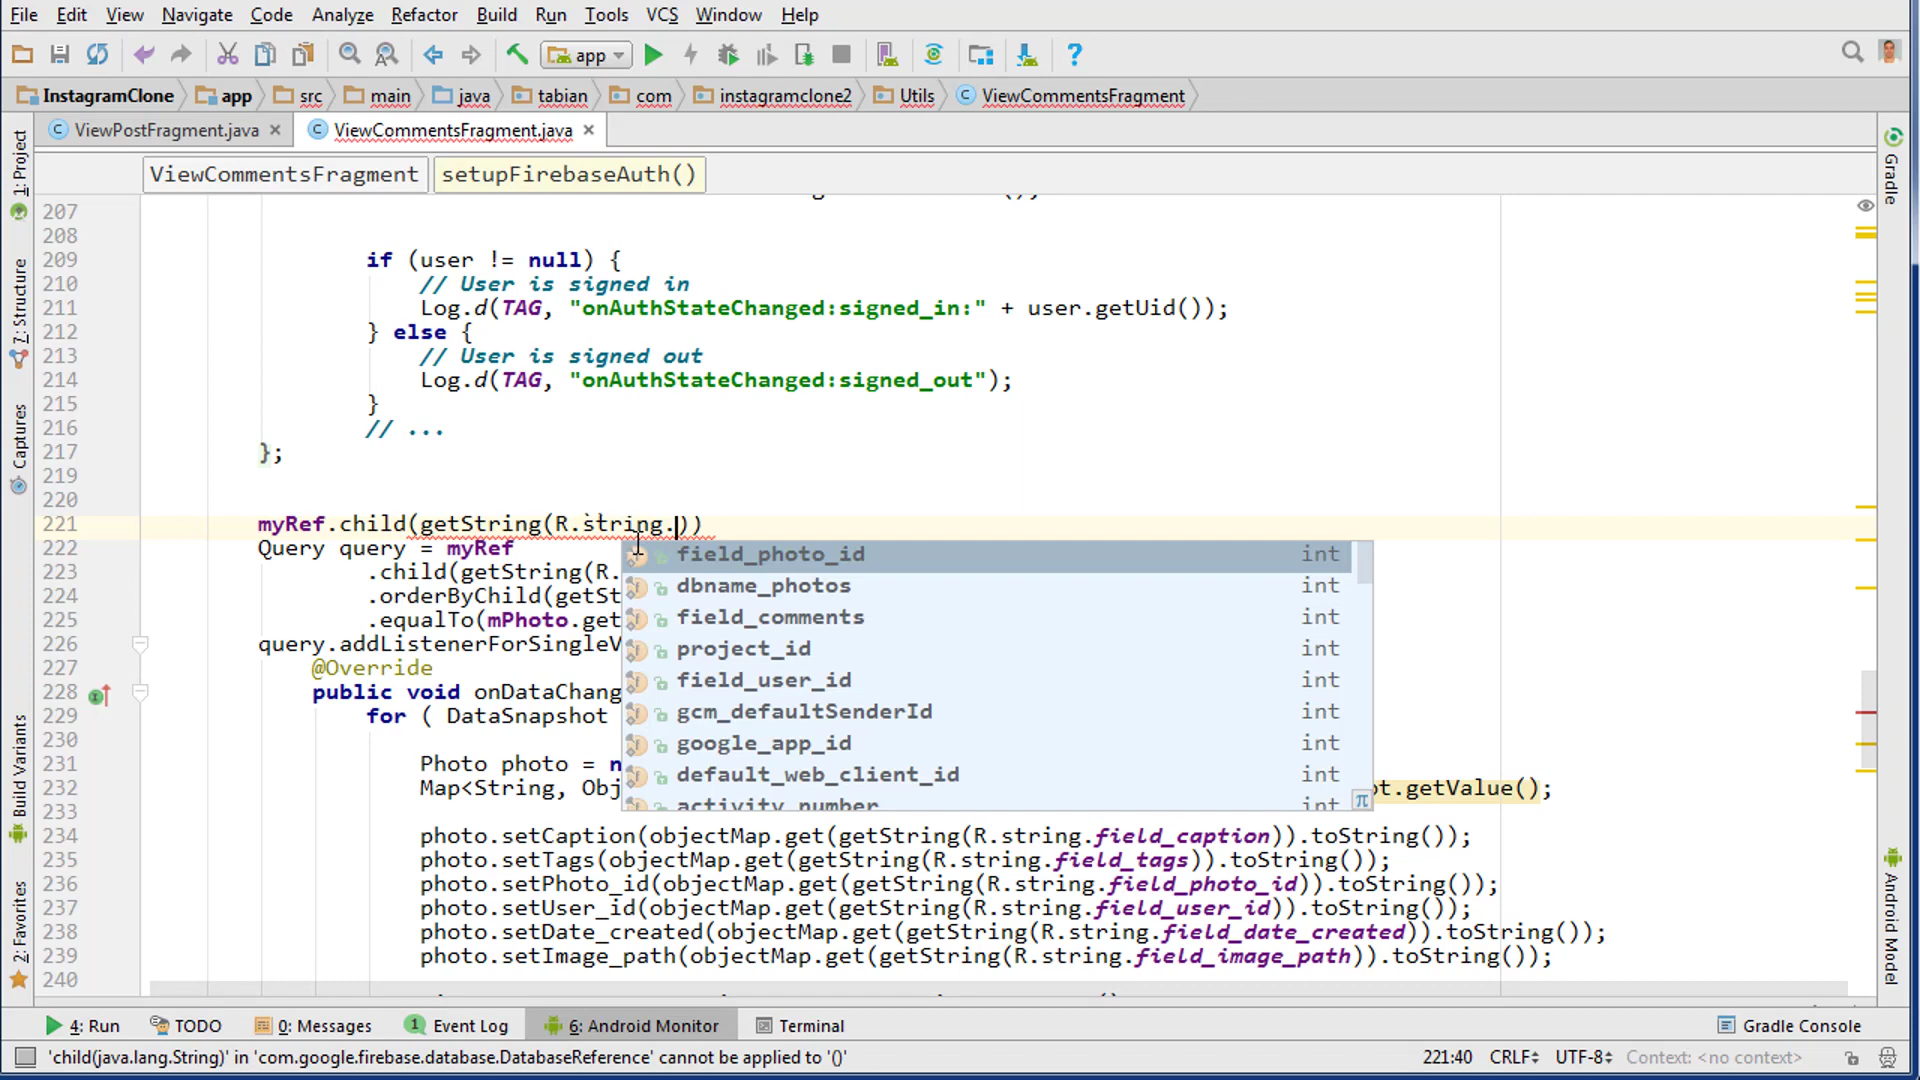 File Edit View Navigate Code Analyze Refactor Build Run Tools VCS Window Help
app
InstagramClone app src main java tabian com instagramclone2 Utils ViewCommentsFragment
ViewPostFragment.java ViewCommentsFragment.java
ViewCommentsFragment setupFirebaseAuth()
207
208
209 if (user != null) {
210 // User is signed in
211 Log.d(TAG, "onAuthStateChanged:signed_in:" + user.getUid());
212 } else {
213 // User is signed out
214 Log.d(TAG, "onAuthStateChanged:signed_out");
215 }
216 // ...
217 };
219
220
221 myRef.child(getString(R.string.))
222 Query query = myRef
223 .child(getString(R.
224 .orderByChild(getSt
225 .equalTo(mPhoto.get
226 query.addListenerForSingleV
227 @Override
228 public void onDataChang
229 for ( DataSnapshot
230
231 Photo photo = n
232 Map<String, Obj ot.getValue();
233
234 photo.setCaption(objectMap.get(getString(R.string.field_caption)).toString());
235 photo.setTags(objectMap.get(getString(R.string.field_tags)).toString());
236 photo.setPhoto_id(objectMap.get(getString(R.string.field_photo_id)).toString());
237 photo.setUser_id(objectMap.get(getString(R.string.field_user_id)).toString());
238 photo.setDate_created(objectMap.get(getString(R.string.field_date_created)).toString());
239 photo.setImage_path(objectMap.get(getString(R.string.field_image_path)).toString());
240
field_photo_id int
dbname_photos int
field_comments int
project_id int
field_user_id int
gcm_defaultSenderId int
google_app_id int
default_web_client_id int
activity_number int
π
1: Project
7: Structure
Captures
Build Variants
2: Favorites
Gradle
Android Model
4: Run TODO 0: Messages 1 Event Log 6: Android Monitor Terminal Gradle Console
'child(java.lang.String)' in 'com.google.firebase.database.DatabaseReference' cannot be applied to '()' 221:40 CRLF UTF-8 Context: <no context>